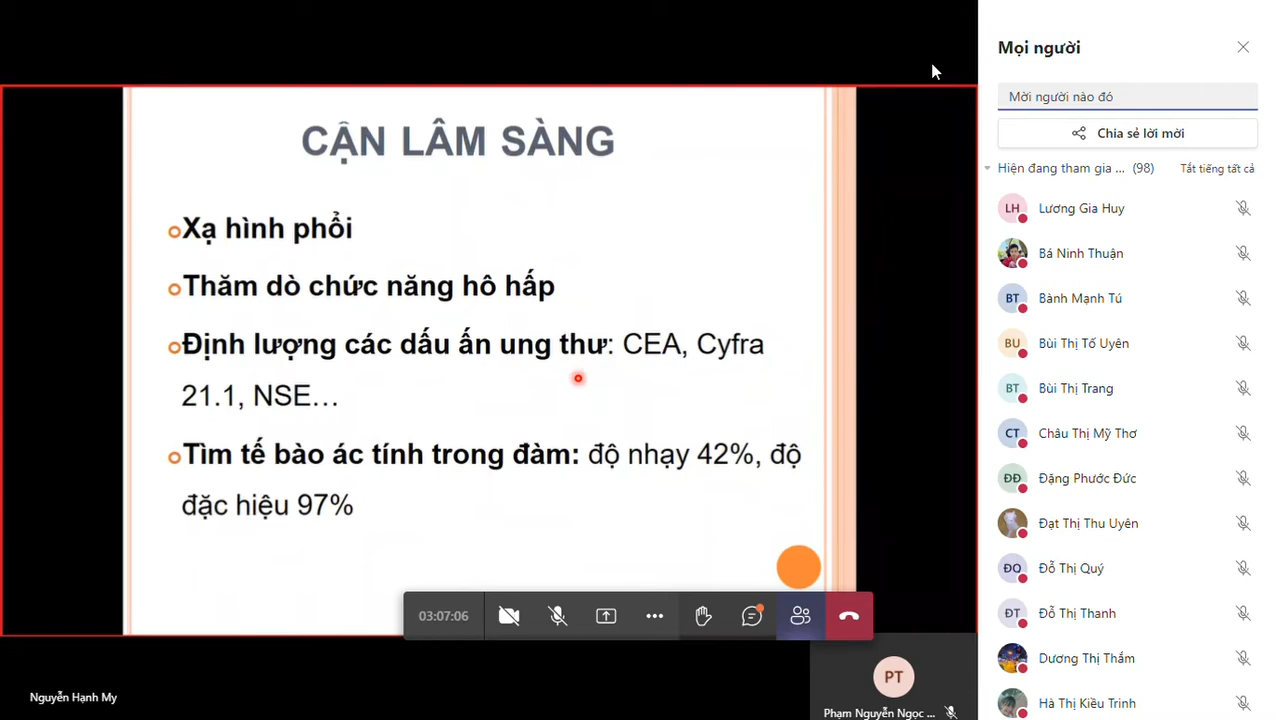 CẬN LÂM SÀNG
Xạ hình phổi
Thăm dò chức năng hô hấp
Định lượng các dấu ấn ung thư: CEA, Cyfra
21.1, NSE…
Tìm tế bào ác tính trong đàm: độ nhạy 42%, độ
đặc hiệu 97%
03:07:06
Nguyễn Hạnh My
PT
Phạm Nguyễn Ngọc ...
Mọi người
Mời người nào đó
Chia sẻ lời mời
Hiện đang tham gia ... (98) Tắt tiếng tất cả
LH Lương Gia Huy
Bá Ninh Thuận
BT Bành Mạnh Tú
BU Bùi Thị Tố Uyên
BT Bùi Thị Trang
CT Châu Thị Mỹ Thơ
ĐĐ Đặng Phước Đức
Đạt Thị Thu Uyên
ĐQ Đỗ Thị Quý
ĐT Đỗ Thị Thanh
Dương Thị Thắm
Hà Thị Kiều Trinh